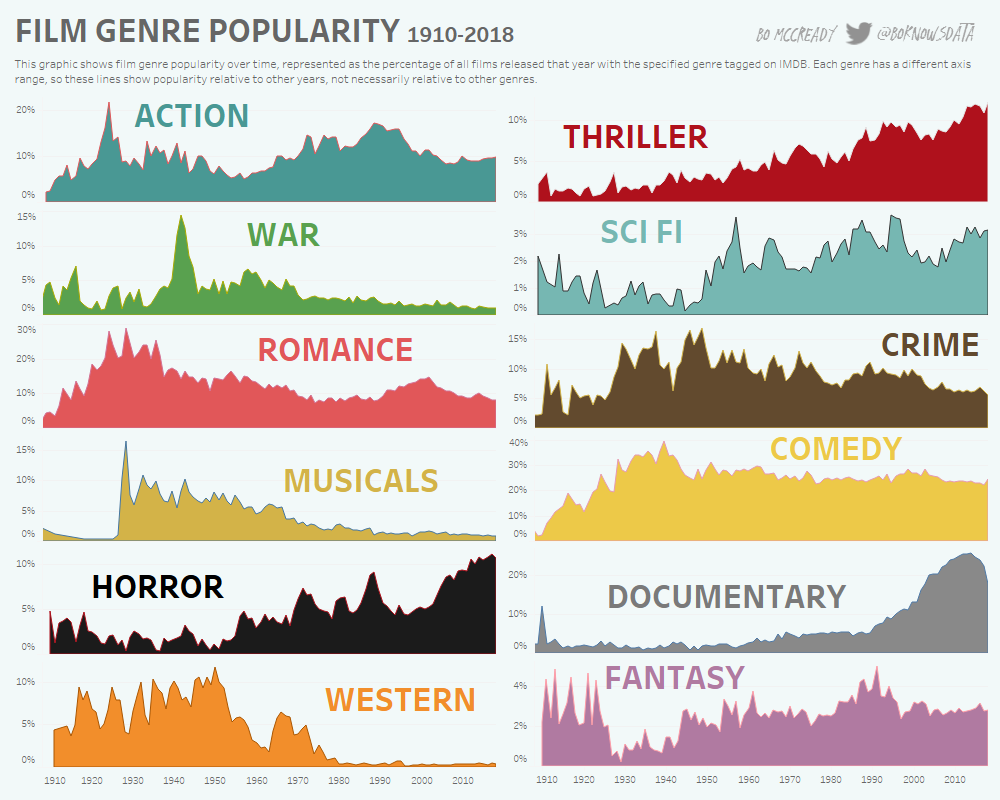 FILM GENRE POPULARITY 1910-2018
BO MCCREADY @BOKNOWSDATA
This graphic shows film genre popularity over time, represented as the percentage of all films released that year with the specified genre tagged on IMDB. Each genre has a different axis
range, so these lines show popularity relative to other years, not necessarily relative to other genres.
ACTION
20%
10%
0%
THRILLER
10%
5%
0%
WAR
15%
10%
5%
0%
SCI FI
3%
2%
1%
0%
ROMANCE
30%
20%
10%
0%
CRIME
15%
10%
5%
0%
MUSICALS
15%
10%
5%
0%
COMEDY
40%
30%
20%
10%
0%
HORROR
10%
5%
0%
DOCUMENTARY
20%
10%
0%
WESTERN
10%
5%
0%
FANTASY
4%
2%
0%
1910 1920 1930 1940 1950 1960 1970 1980 1990 2000 2010
1910 1920 1930 1940 1950 1960 1970 1980 1990 2000 2010